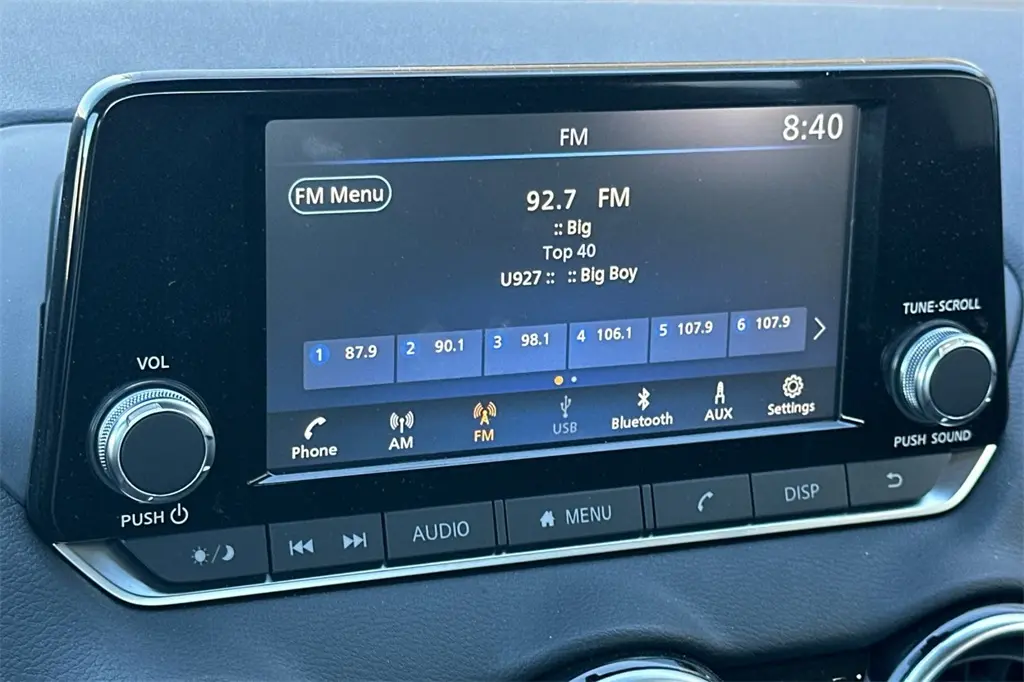 FM 8:40
FM Menu
92.7 FM
:: Big
Top 40
U927 :: :: Big Boy
1 87.9 2 90.1 3 98.1 4 106.1 5 107.9 6 107.9
Phone AM FM USB Bluetooth AUX Settings
VOL
PUSH
TUNE·SCROLL
PUSH SOUND
AUDIO MENU DISP